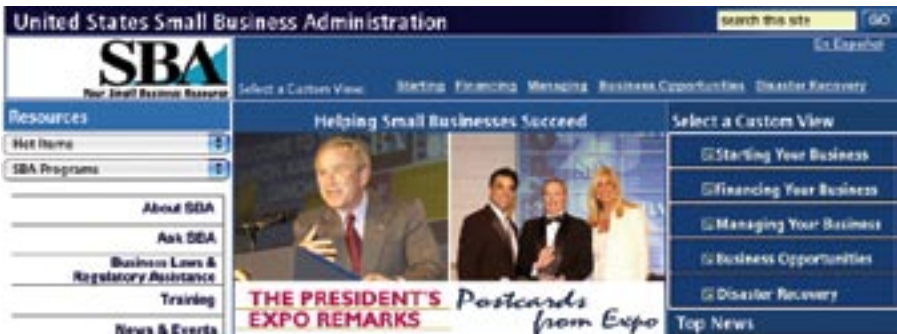 United States Small Business Administration
search this site
GO
En Español
SBA
Your Small Business Resource
Select a Custom View:
Starting Financing Managing Business Opportunities Disaster Recovery
Resources
Hot Items
SBA Programs
About SBA
Ask SBA
Business Laws &
Regulatory Assistance
Training
News & Events
Helping Small Businesses Succeed
THE PRESIDENT'S
EXPO REMARKS
Postcards
from Expo
Select a Custom View
Starting Your Business
Financing Your Business
Managing Your Business
Business Opportunities
Disaster Recovery
Top News